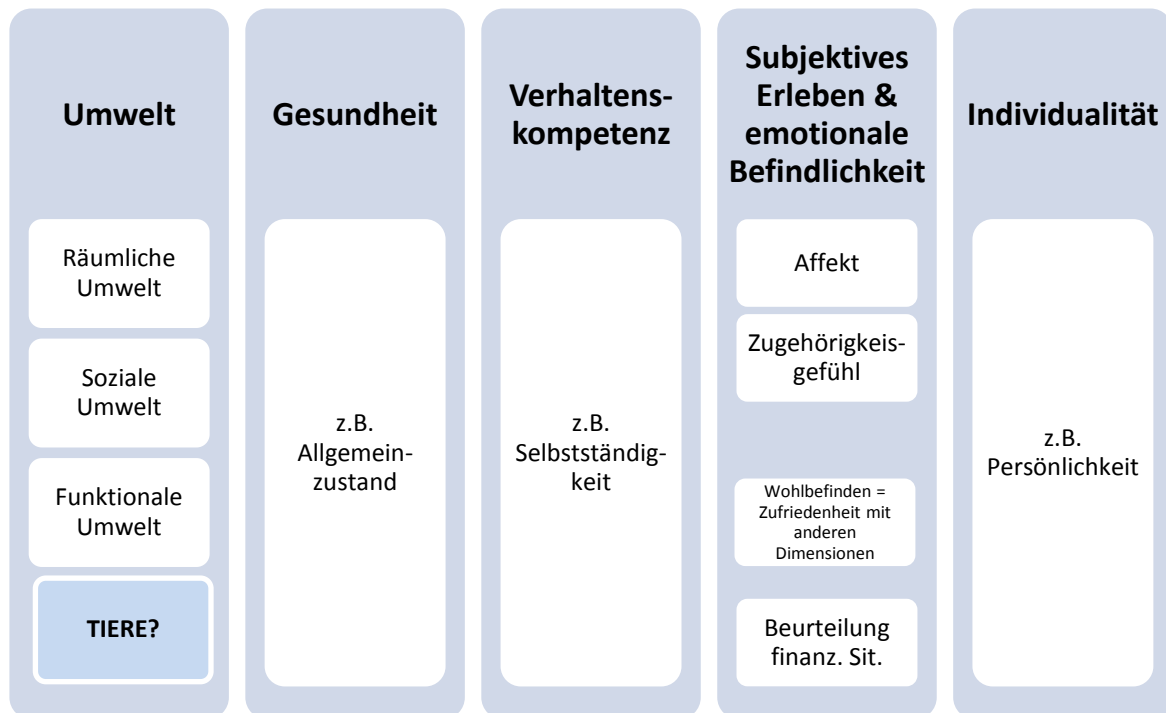 Umwelt
Räumliche
Umwelt
Soziale
Umwelt
Funktionale
Umwelt
TIERE?
Gesundheit
z.B.
Allgemein-
zustand
Verhaltens-
kompetenz
z.B.
Selbstständig-
keit
Subjektives
Erleben &
emotionale
Befindlichkeit
Affekt
Zugehörigkeis-
gefühl
Wohlbefinden =
Zufriedenheit mit
anderen
Dimensionen
Beurteilung
finanz. Sit.
Individualität
z.B.
Persönlichkeit